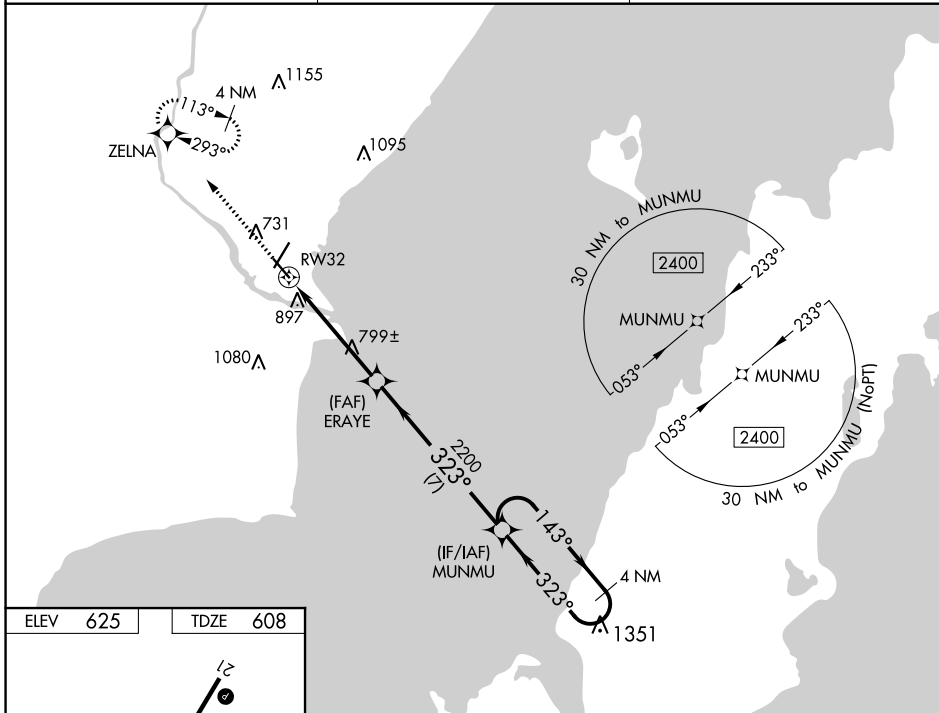 1155
4 NM
113°
293°
ZELNA
1095
731
RW32
897
799±
1080
(FAF)
ERAYE
2200
323°
(7)
(IF/IAF)
MUNMU
143°
323°
4 NM
1351
30 NM to MUNMU
2400
233°
MUNMU
053°
233°
MUNMU
053°
2400
30 NM to MUNMU (NoPT)
ELEV 625
TDZE 608
21
P